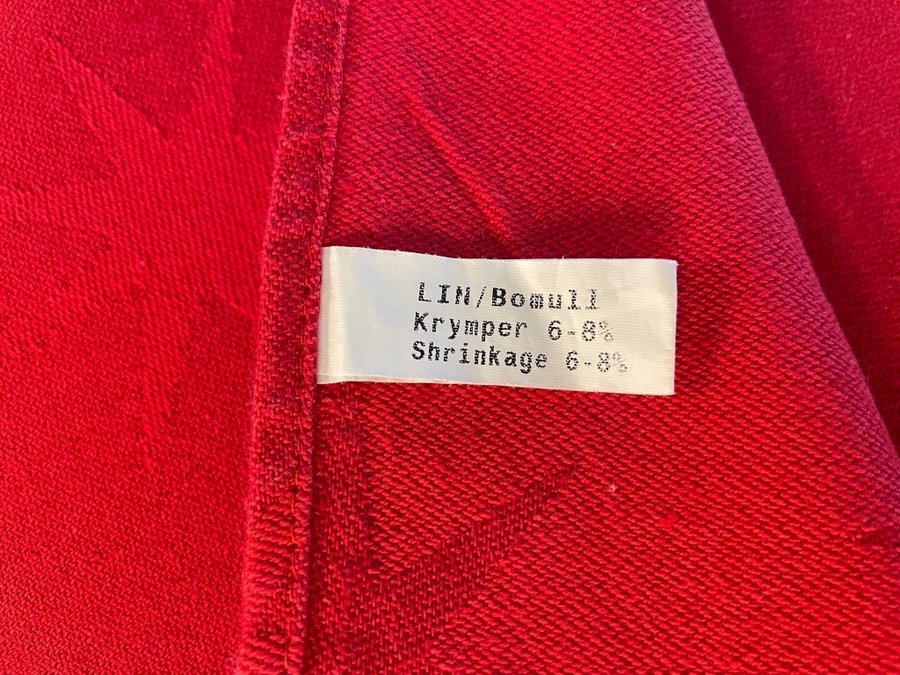 LIN/Bomull
Krymper 6-8%
Shrinkage 6-8%